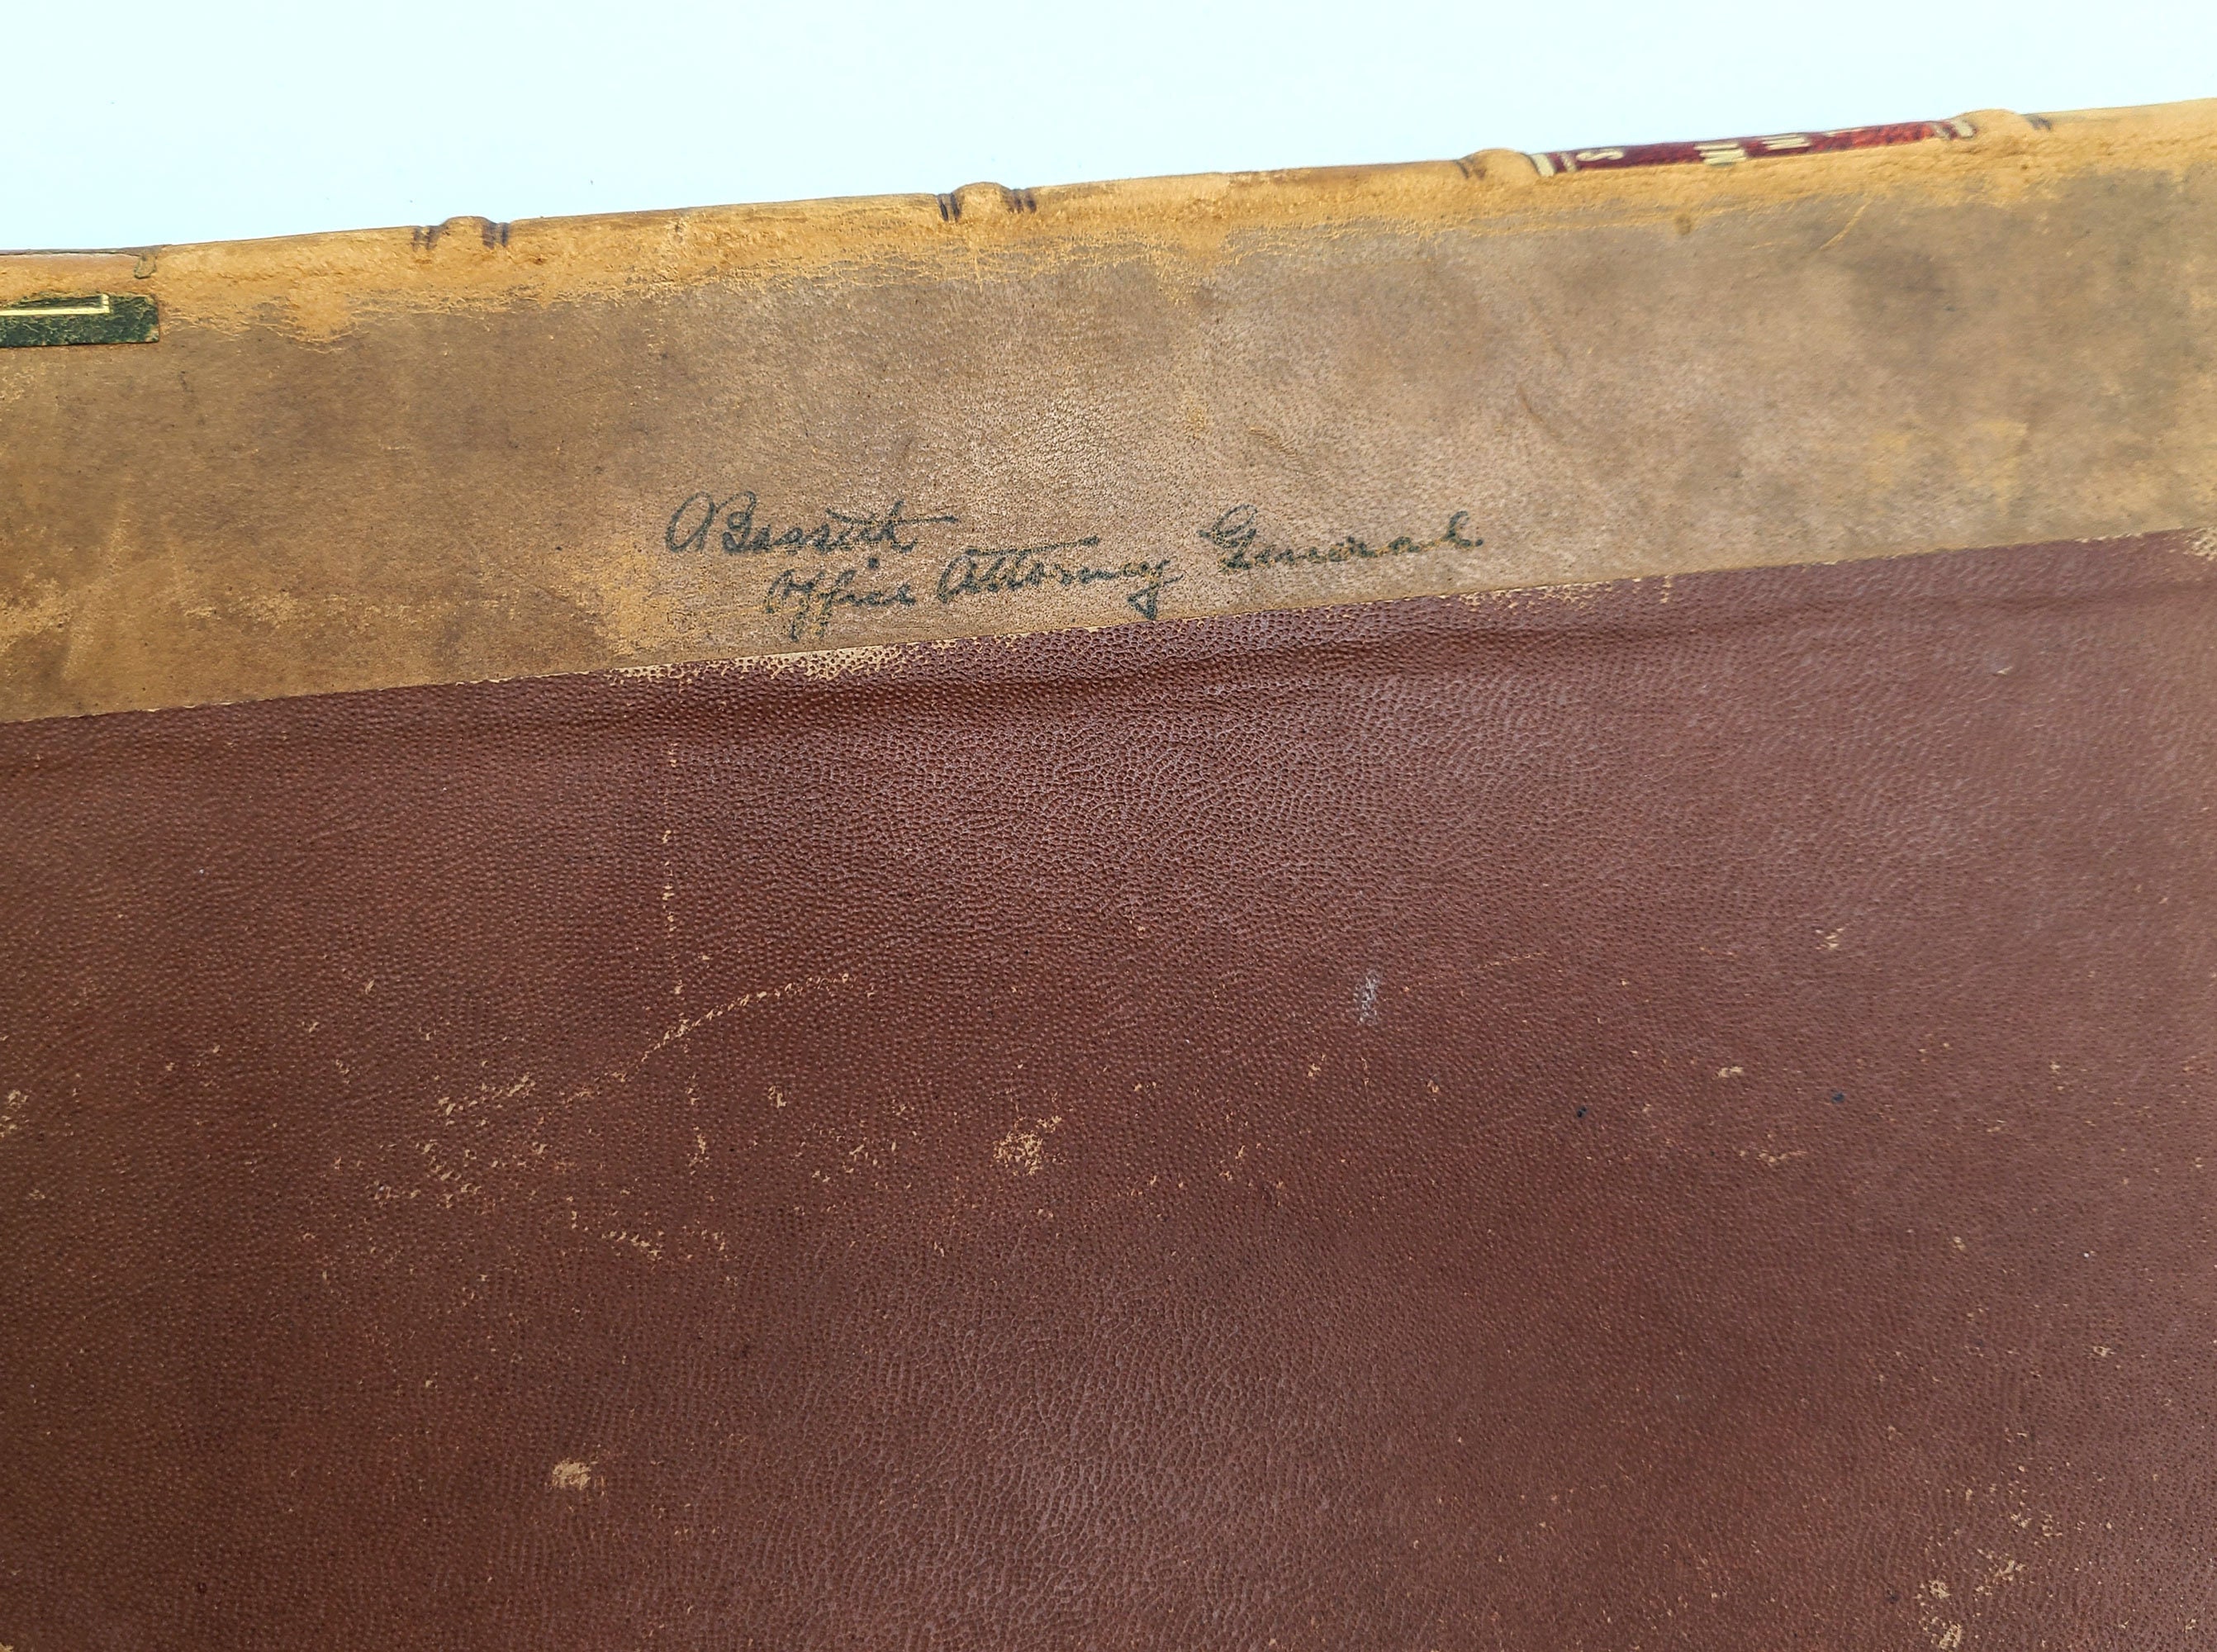 A Bassett
Office Attorney General